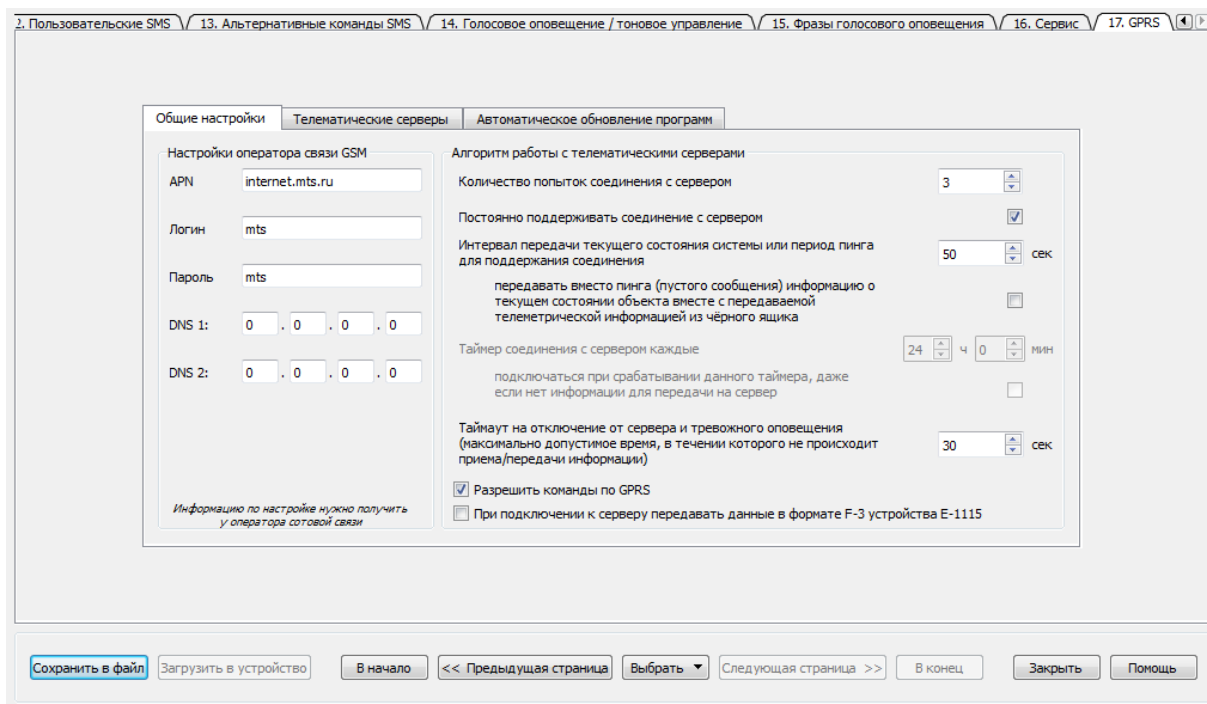 2. Пользовательские SMS 13. Альтернативные команды SMS 14. Голосовое оповещение / тоновое управление 15. Фразы голосового оповещения 16. Сервис 17. GPRS
Общие настройки Телематические серверы Автоматическое обновление программ
Настройки оператора связи GSM
APN internet.mts.ru
Логин mts
Пароль mts
DNS 1: 0 . 0 . 0 . 0
DNS 2: 0 . 0 . 0 . 0
Информацию по настройке нужно получить
у оператора сотовой связи
Алгоритм работы с телематическими серверами
Количество попыток соединения с сервером 3
Постоянно поддерживать соединение с сервером
Интервал передачи текущего состояния системы или период пинга
для поддержания соединения 50 сек
передавать вместо пинга (пустого сообщения) информацию о
текущем состоянии объекта вместе с передаваемой
телеметрической информацией из чёрного ящика
Таймер соединения с сервером каждые 24 ч 0 мин
подключаться при срабатывании данного таймера, даже
если нет информации для передачи на сервер
Таймаут на отключение от сервера и тревожного оповещения
(максимально допустимое время, в течении которого не происходит
приема/передачи информации) 30 сек
Разрешить команды по GPRS
При подключении к серверу передавать данные в формате F-3 устройства E-1115
Сохранить в файл Загрузить в устройство В начало << Предыдущая страница Выбрать Следующая страница >> В конец Закрыть Помощь